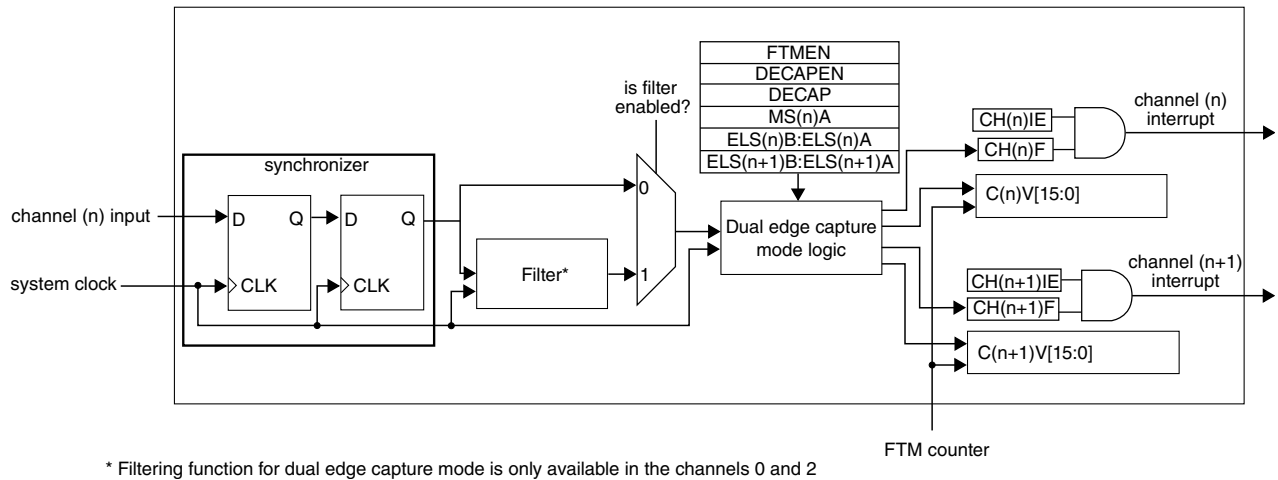 FTMEN
DECAPEN
DECAP
MS(n)A
ELS(n)B:ELS(n)A
ELS(n+1)B:ELS(n+1)A
is filter
enabled?
synchronizer
channel (n) input
D
Q
D
Q
system clock
CLK
CLK
Filter*
0
1
Dual edge capture
mode logic
CH(n)IE
CH(n)F
channel (n)
interrupt
C(n)V[15:0]
CH(n+1)IE
CH(n+1)F
channel (n+1)
interrupt
C(n+1)V[15:0]
FTM counter
* Filtering function for dual edge capture mode is only available in the channels 0 and 2